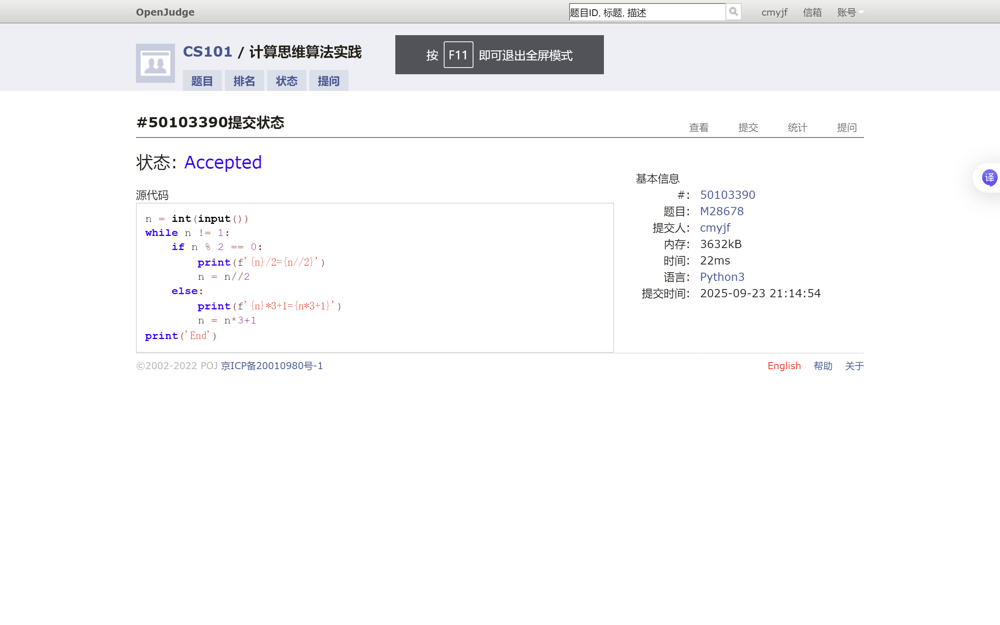 OpenJudge
题目ID, 标题, 描述
cmyjf 信箱 账号
CS101 / 计算思维算法实践
按 F11 即可退出全屏模式
题目 排名 状态 提问
#50103390提交状态
查看 提交 统计 提问
状态: Accepted
译
基本信息
源代码
#: 50103390
题目: M28678
提交人: cmyjf
内存: 3632kB
时间: 22ms
语言: Python3
提交时间: 2025-09-23 21:14:54
n = int(input())
while n != 1:
    if n % 2 == 0:
        print(f'{n}/2={n//2}')
        n = n//2
    else:
        print(f'{n}*3+1={n*3+1}')
        n = n*3+1
print('End')
©2002-2022 POJ 京ICP备20010980号-1
English 帮助 关于